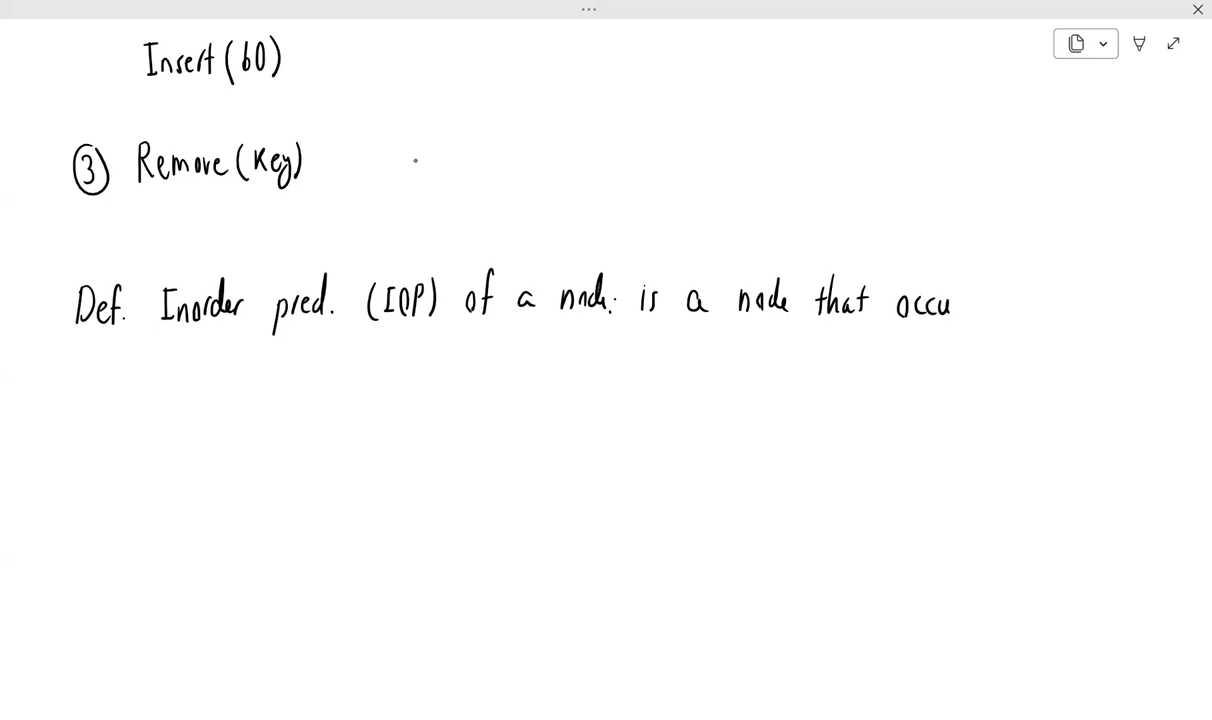 Insert(60)
③ Remove(Key)
Def. Inorder pred. (IOP) of a node. is a node that occu